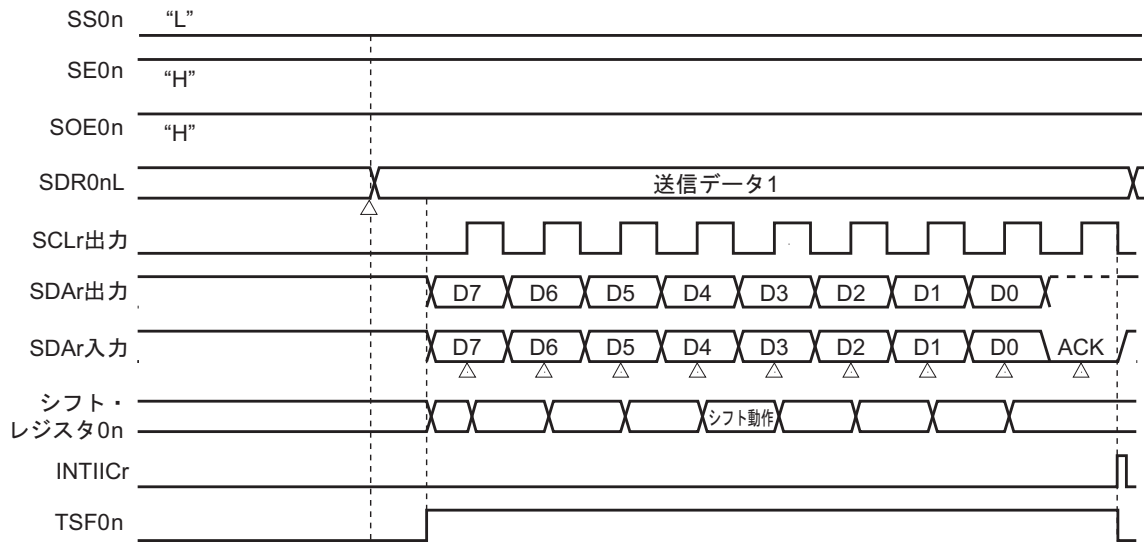 SS0n “L”
SE0n “H”
SOE0n “H”
SDR0nL 送信データ1
SCLr出力
SDAr出力 D7 D6 D5 D4 D3 D2 D1 D0
SDAr入力 D7 D6 D5 D4 D3 D2 D1 D0 ACK
シフト・
レジスタ0n シフト動作
INTIICr
TSF0n